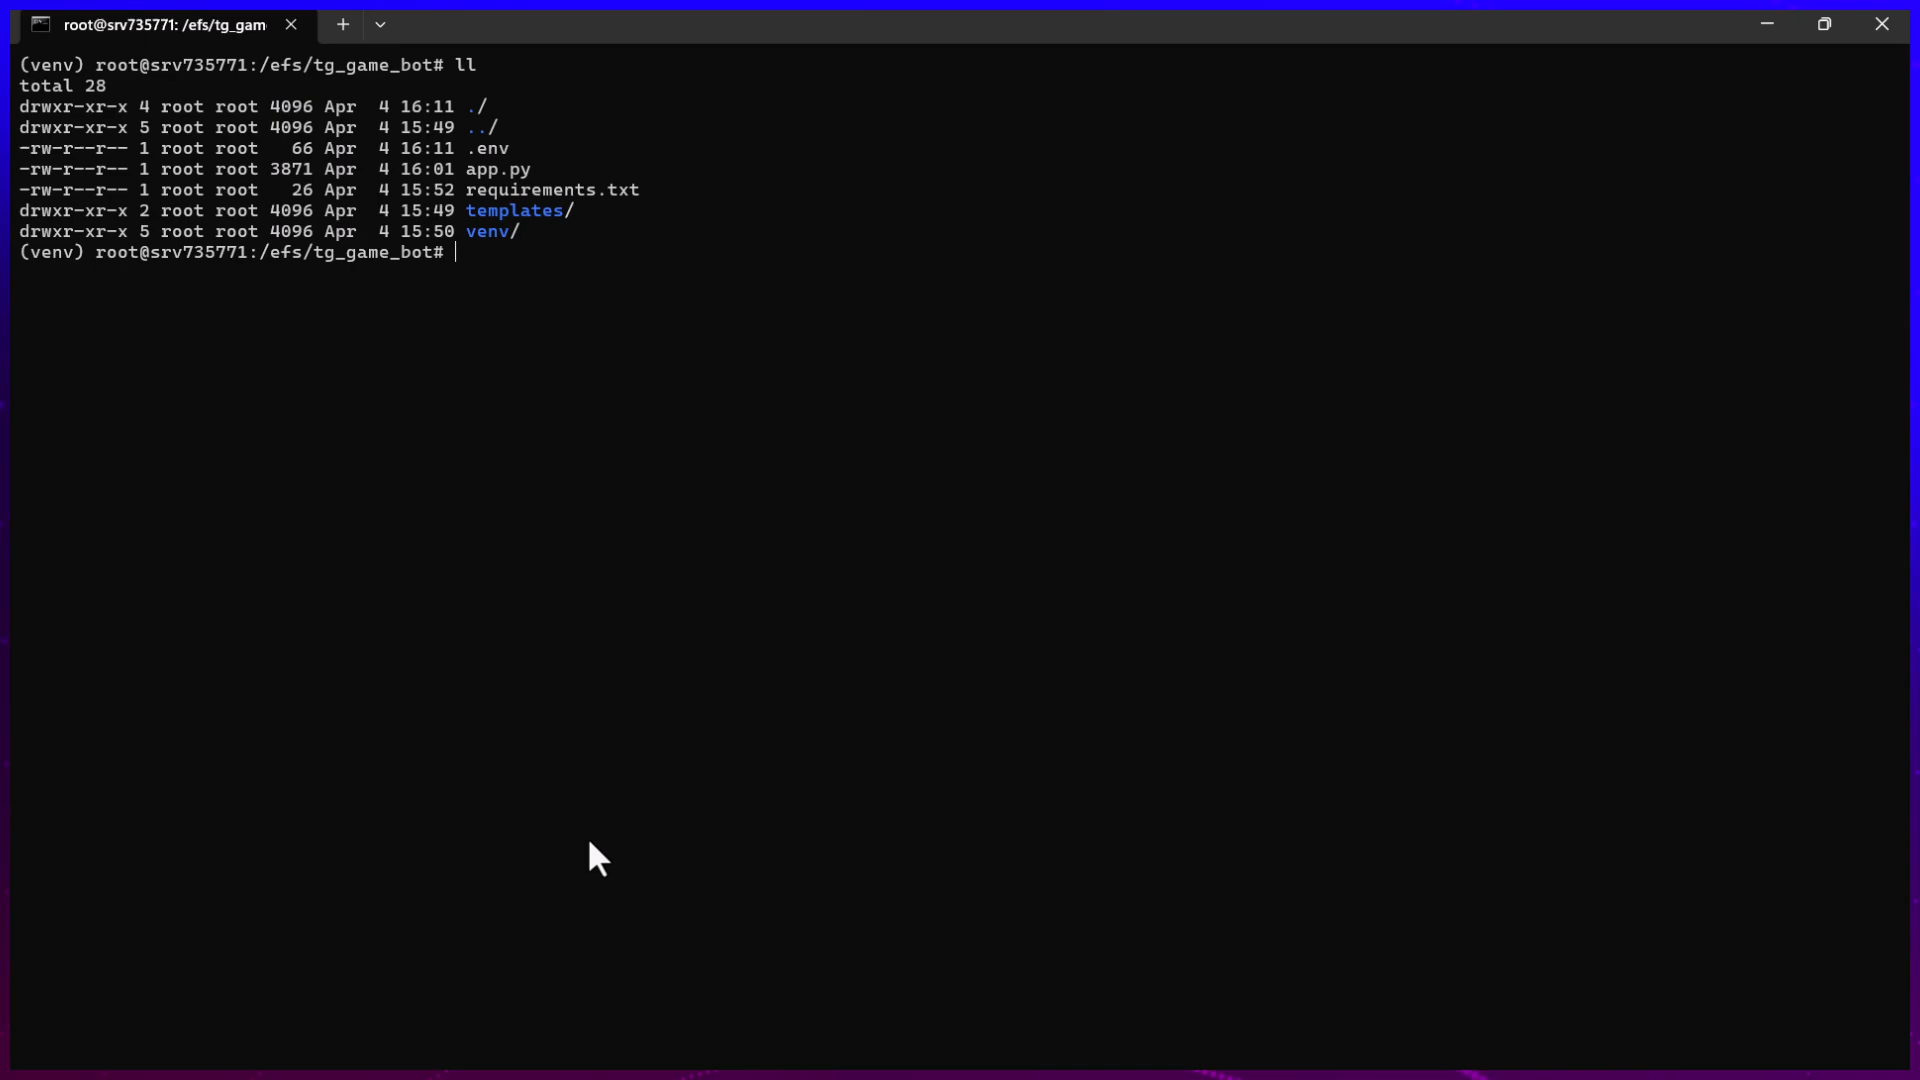 root@srv735771: /efs/tg_gam
(venv) root@srv735771:/efs/tg_game_bot# ll
total 28
drwxr-xr-x 4 root root 4096 Apr  4 16:11 ./
drwxr-xr-x 5 root root 4096 Apr  4 15:49 ../
-rw-r--r-- 1 root root   66 Apr  4 16:11 .env
-rw-r--r-- 1 root root 3871 Apr  4 16:01 app.py
-rw-r--r-- 1 root root   26 Apr  4 15:52 requirements.txt
drwxr-xr-x 2 root root 4096 Apr  4 15:49 templates/
drwxr-xr-x 5 root root 4096 Apr  4 15:50 venv/
(venv) root@srv735771:/efs/tg_game_bot#